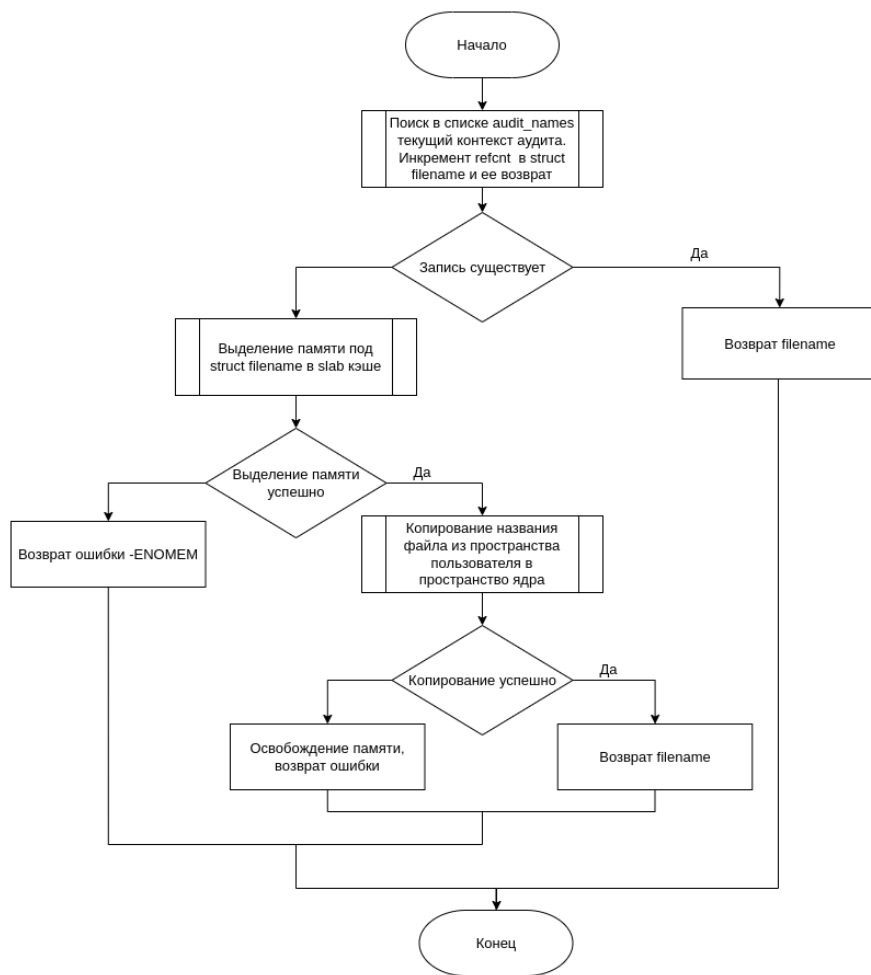 Начало
Поиск в списке audit_names
текущий контекст аудита.
Инкремент refcnt в struct
filename и ее возврат
Запись существует
Да
Выделение памяти под
struct filename в slab кэше
Возврат filename
Выделение памяти
успешно
Да
Возврат ошибки -ENOMEM
Копирование названия
файла из пространства
пользователя в
пространство ядра
Копирование успешно
Да
Освобождение памяти,
возврат ошибки
Возврат filename
Конец